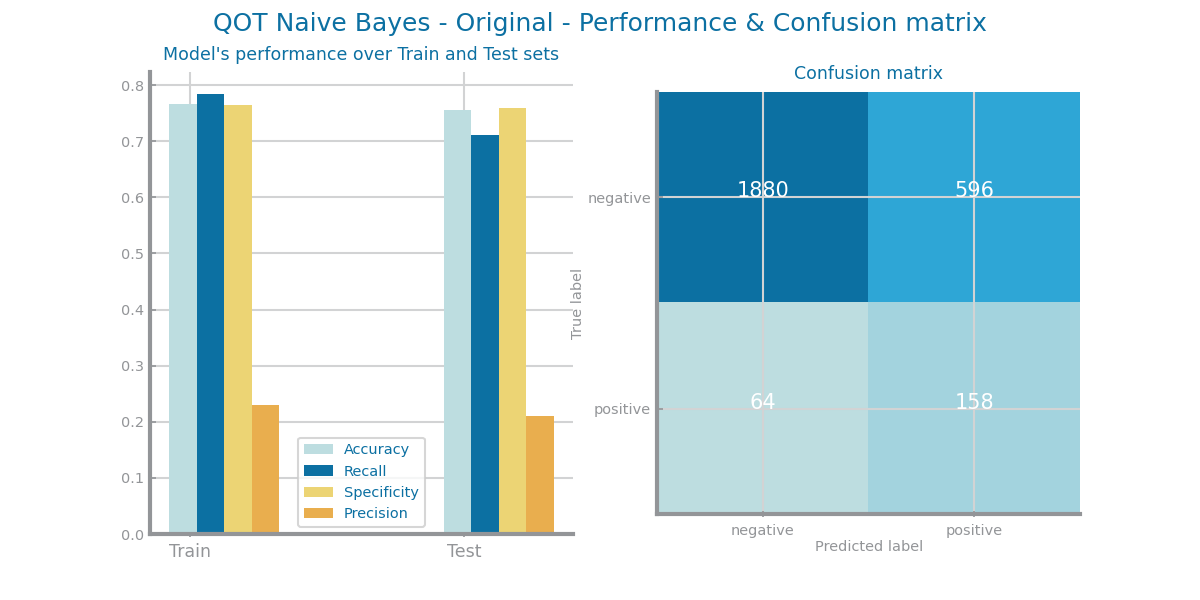 QOT Naive Bayes - Original - Performance & Confusion matrix
Model's performance over Train and Test sets
0.8
0.7
0.6
0.5
0.4
0.3
0.2
0.1
0.0
Train
Test
Accuracy
Recall
Specificity
Precision
Confusion matrix
True label
negative
positive
1880
596
64
158
negative
positive
Predicted label